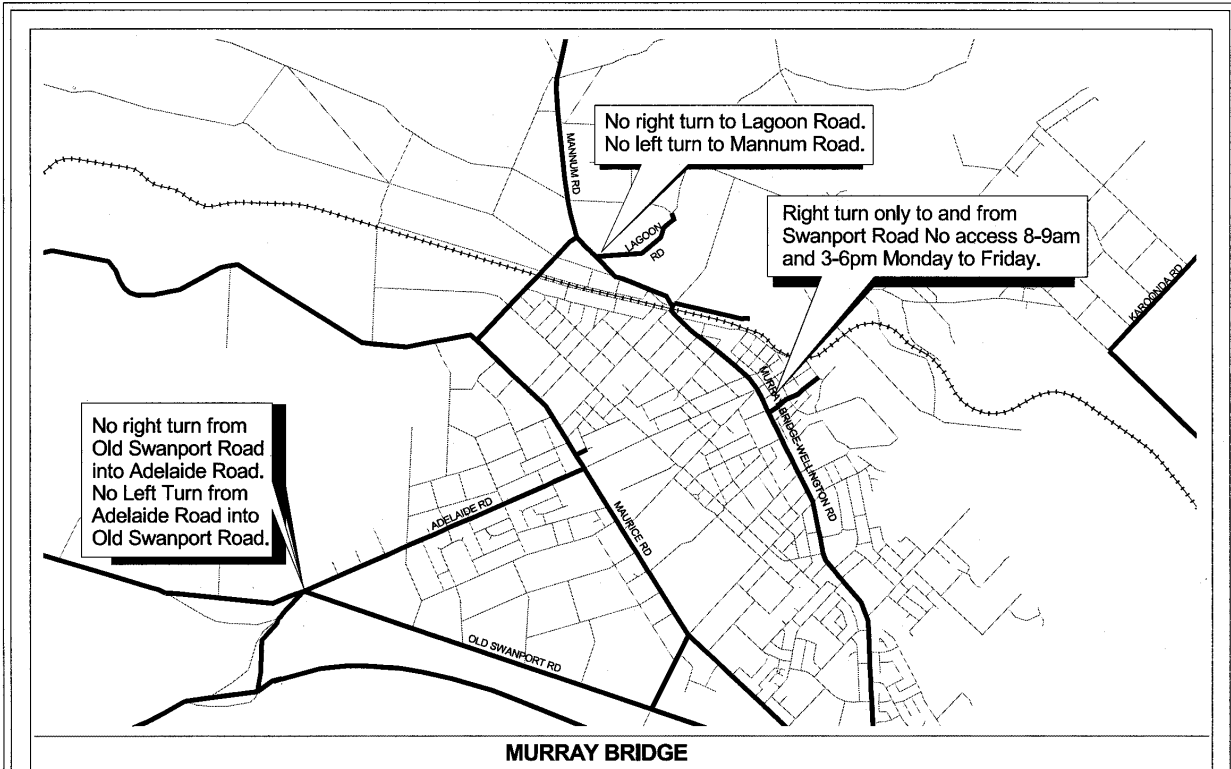 No right turn to Lagoon Road.
No left turn to Mannum Road.
MANNUM RD
LAGOON
RD
Right turn only to and from
Swanport Road No access 8-9am
and 3-6pm Monday to Friday.
KAROONDA RD
MURRAY BRIDGE-WELLINGTON RD
No right turn from
Old Swanport Road
into Adelaide Road.
No Left Turn from
Adelaide Road into
Old Swanport Road.
ADELAIDE RD
MAURICE RD
OLD SWANPORT RD
MURRAY BRIDGE